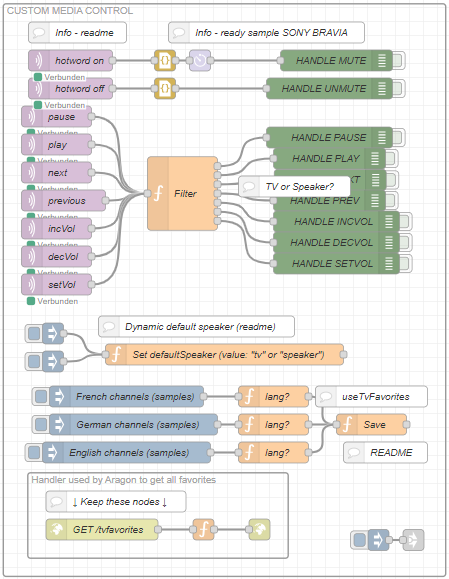 CUSTOM MEDIA CONTROL
Info - readme
Info - ready sample SONY BRAVIA
hotword on
HANDLE MUTE
Verbunden
hotword off
HANDLE UNMUTE
Verbunden
pause
Verbunden
HANDLE PAUSE
play
HANDLE PLAY
Verbunden
next
XT
Filter
TV or Speaker?
Verbunden
previous
HANDLE PREV
Verbunden
incVol
HANDLE INCVOL
Verbunden
HANDLE DECVOL
decVol
HANDLE SETVOL
Verbunden
setVol
Verbunden
Dynamic default speaker (readme)
Set defaultSpeaker (value: "tv" or "speaker")
French channels (samples)
lang?
useTvFavorites
German channels (samples)
lang?
Save
English channels (samples)
lang?
README
Handler used by Aragon to get all favorites
↓ Keep these nodes ↓
GET /tvfavorites